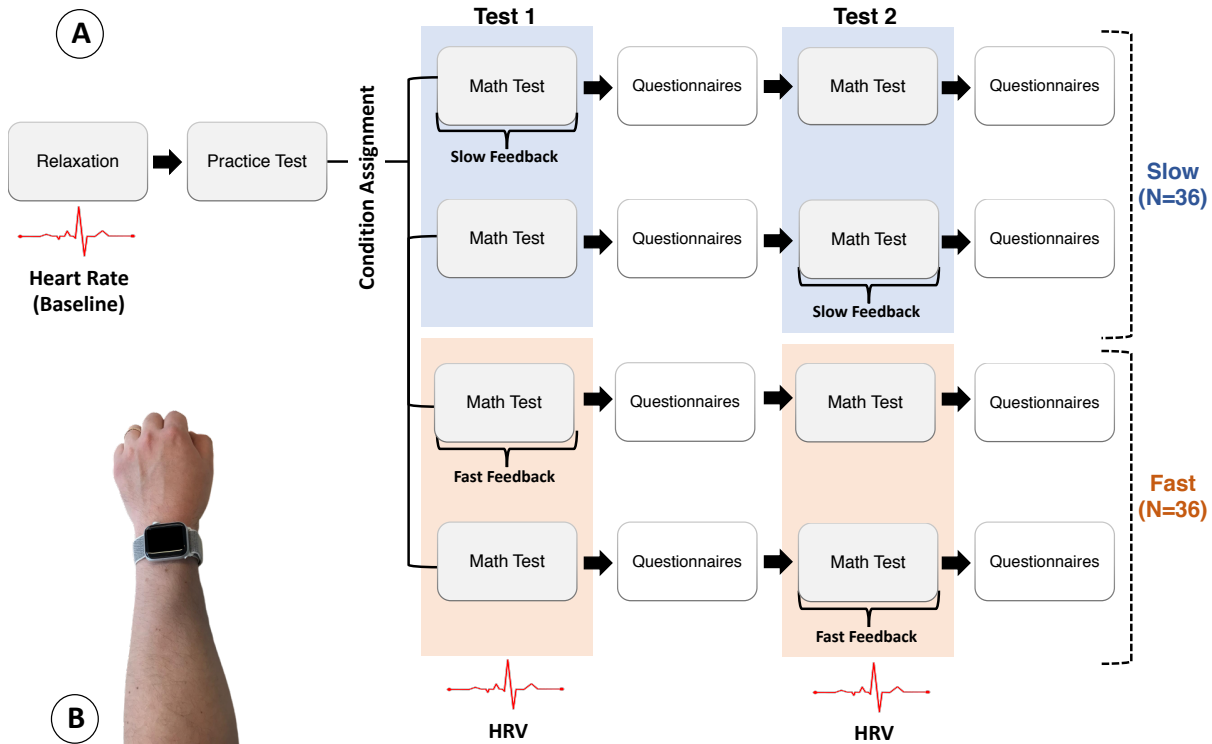 A
Test 1
Test 2
Relaxation
Practice Test
Heart Rate
(Baseline)
Condition Assignment
Math Test
Questionnaires
Math Test
Questionnaires
Slow Feedback
Math Test
Questionnaires
Math Test
Questionnaires
Slow Feedback
Slow
(N=36)
Math Test
Questionnaires
Math Test
Questionnaires
Fast Feedback
Math Test
Questionnaires
Math Test
Questionnaires
Fast Feedback
Fast
(N=36)
HRV
HRV
B